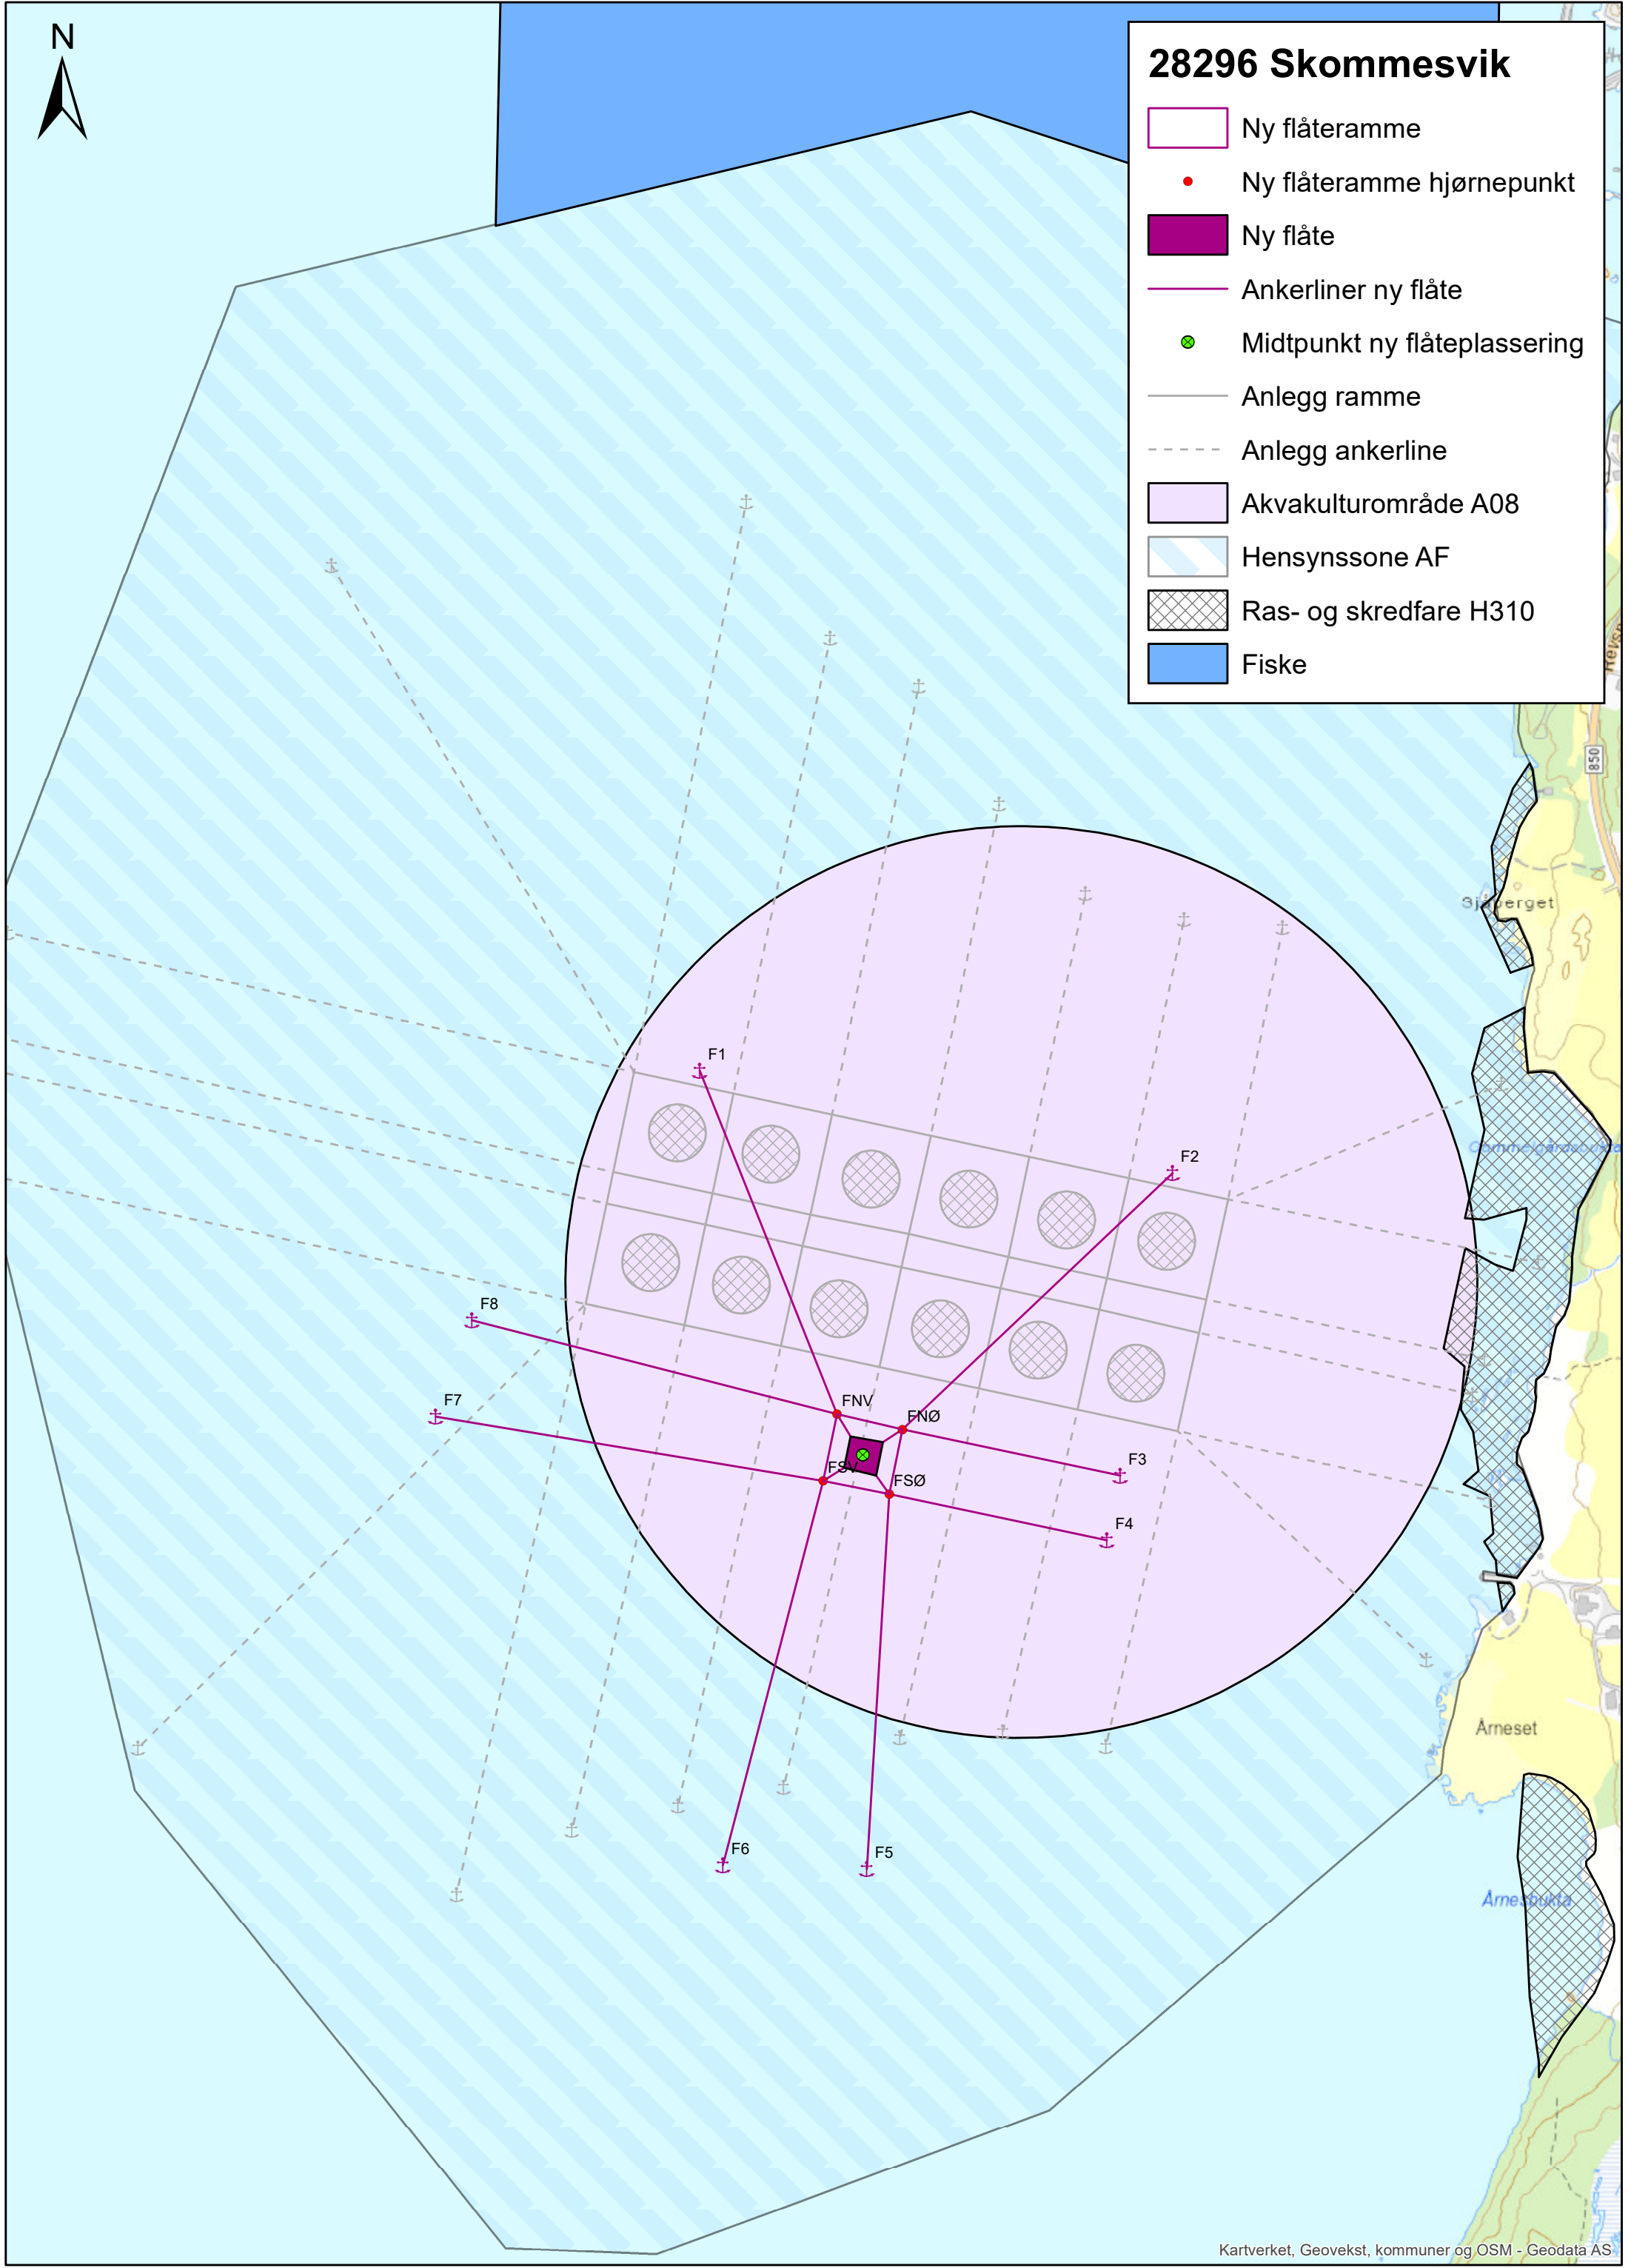 N
28296 Skommesvik
Ny flåteramme
Ny flåteramme hjørnepunkt
Ny flåte
Ankerliner ny flåte
Midtpunkt ny flåteplassering
Anlegg ramme
Anlegg ankerline
Akvakulturområde A08
Hensynssone AF
Ras- og skredfare H310
Fiske
850
F1
F2
F8
F7
FNV
FNØ
FSV
FSØ
F3
F4
F6
F5
Årneset
Årnesbukta
Kartverket, Geovekst, kommuner og OSM - Geodata AS